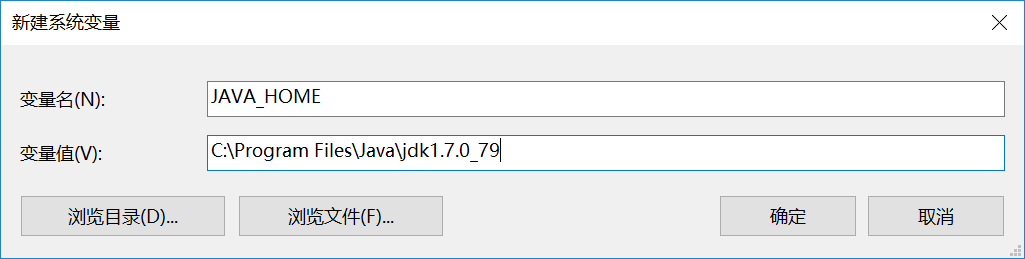 新建系统变量
变量名(N): JAVA_HOME
变量值(V): C:\Program Files\Java\jdk1.7.0_79
浏览目录(D)... 浏览文件(F)... 确定 取消